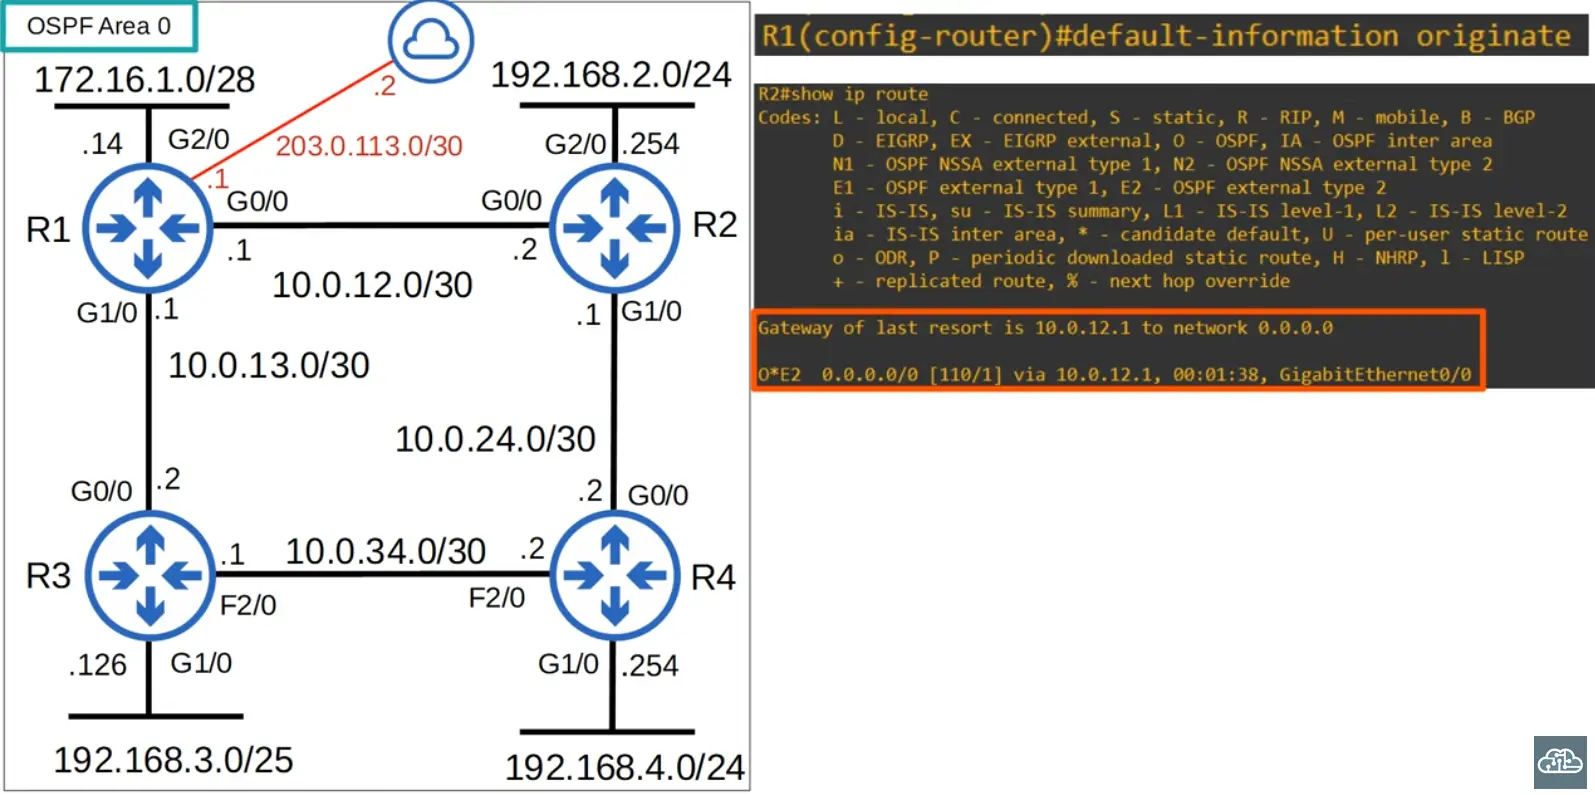 OSPF Area 0
172.16.1.0/28
192.168.2.0/24
.2
.14
G2/0
203.0.113.0/30
G2/0
.254
.1
G0/0
G0/0
R1
R2
.1
.2
10.0.12.0/30
G1/0
.1
.1
G1/0
10.0.13.0/30
10.0.24.0/30
G0/0
.2
.2
G0/0
R3
.1
10.0.34.0/30
.2
R4
F2/0
F2/0
.126
G1/0
G1/0
.254
192.168.3.0/25
192.168.4.0/24
R1(config-router)#default-information originate
R2#show ip route
Codes: L - local, C - connected, S - static, R - RIP, M - mobile, B - BGP
D - EIGRP, EX - EIGRP external, O - OSPF, IA - OSPF inter area
N1 - OSPF NSSA external type 1, N2 - OSPF NSSA external type 2
E1 - OSPF external type 1, E2 - OSPF external type 2
i - IS-IS, su - IS-IS summary, L1 - IS-IS level-1, L2 - IS-IS level-2
ia - IS-IS inter area, * - candidate default, U - per-user static route
o - ODR, P - periodic downloaded static route, H - NHRP, l - LISP
+ - replicated route, % - next hop override
Gateway of last resort is 10.0.12.1 to network 0.0.0.0
O*E2 0.0.0.0/0 [110/1] via 10.0.12.1, 00:01:38, GigabitEthernet0/0